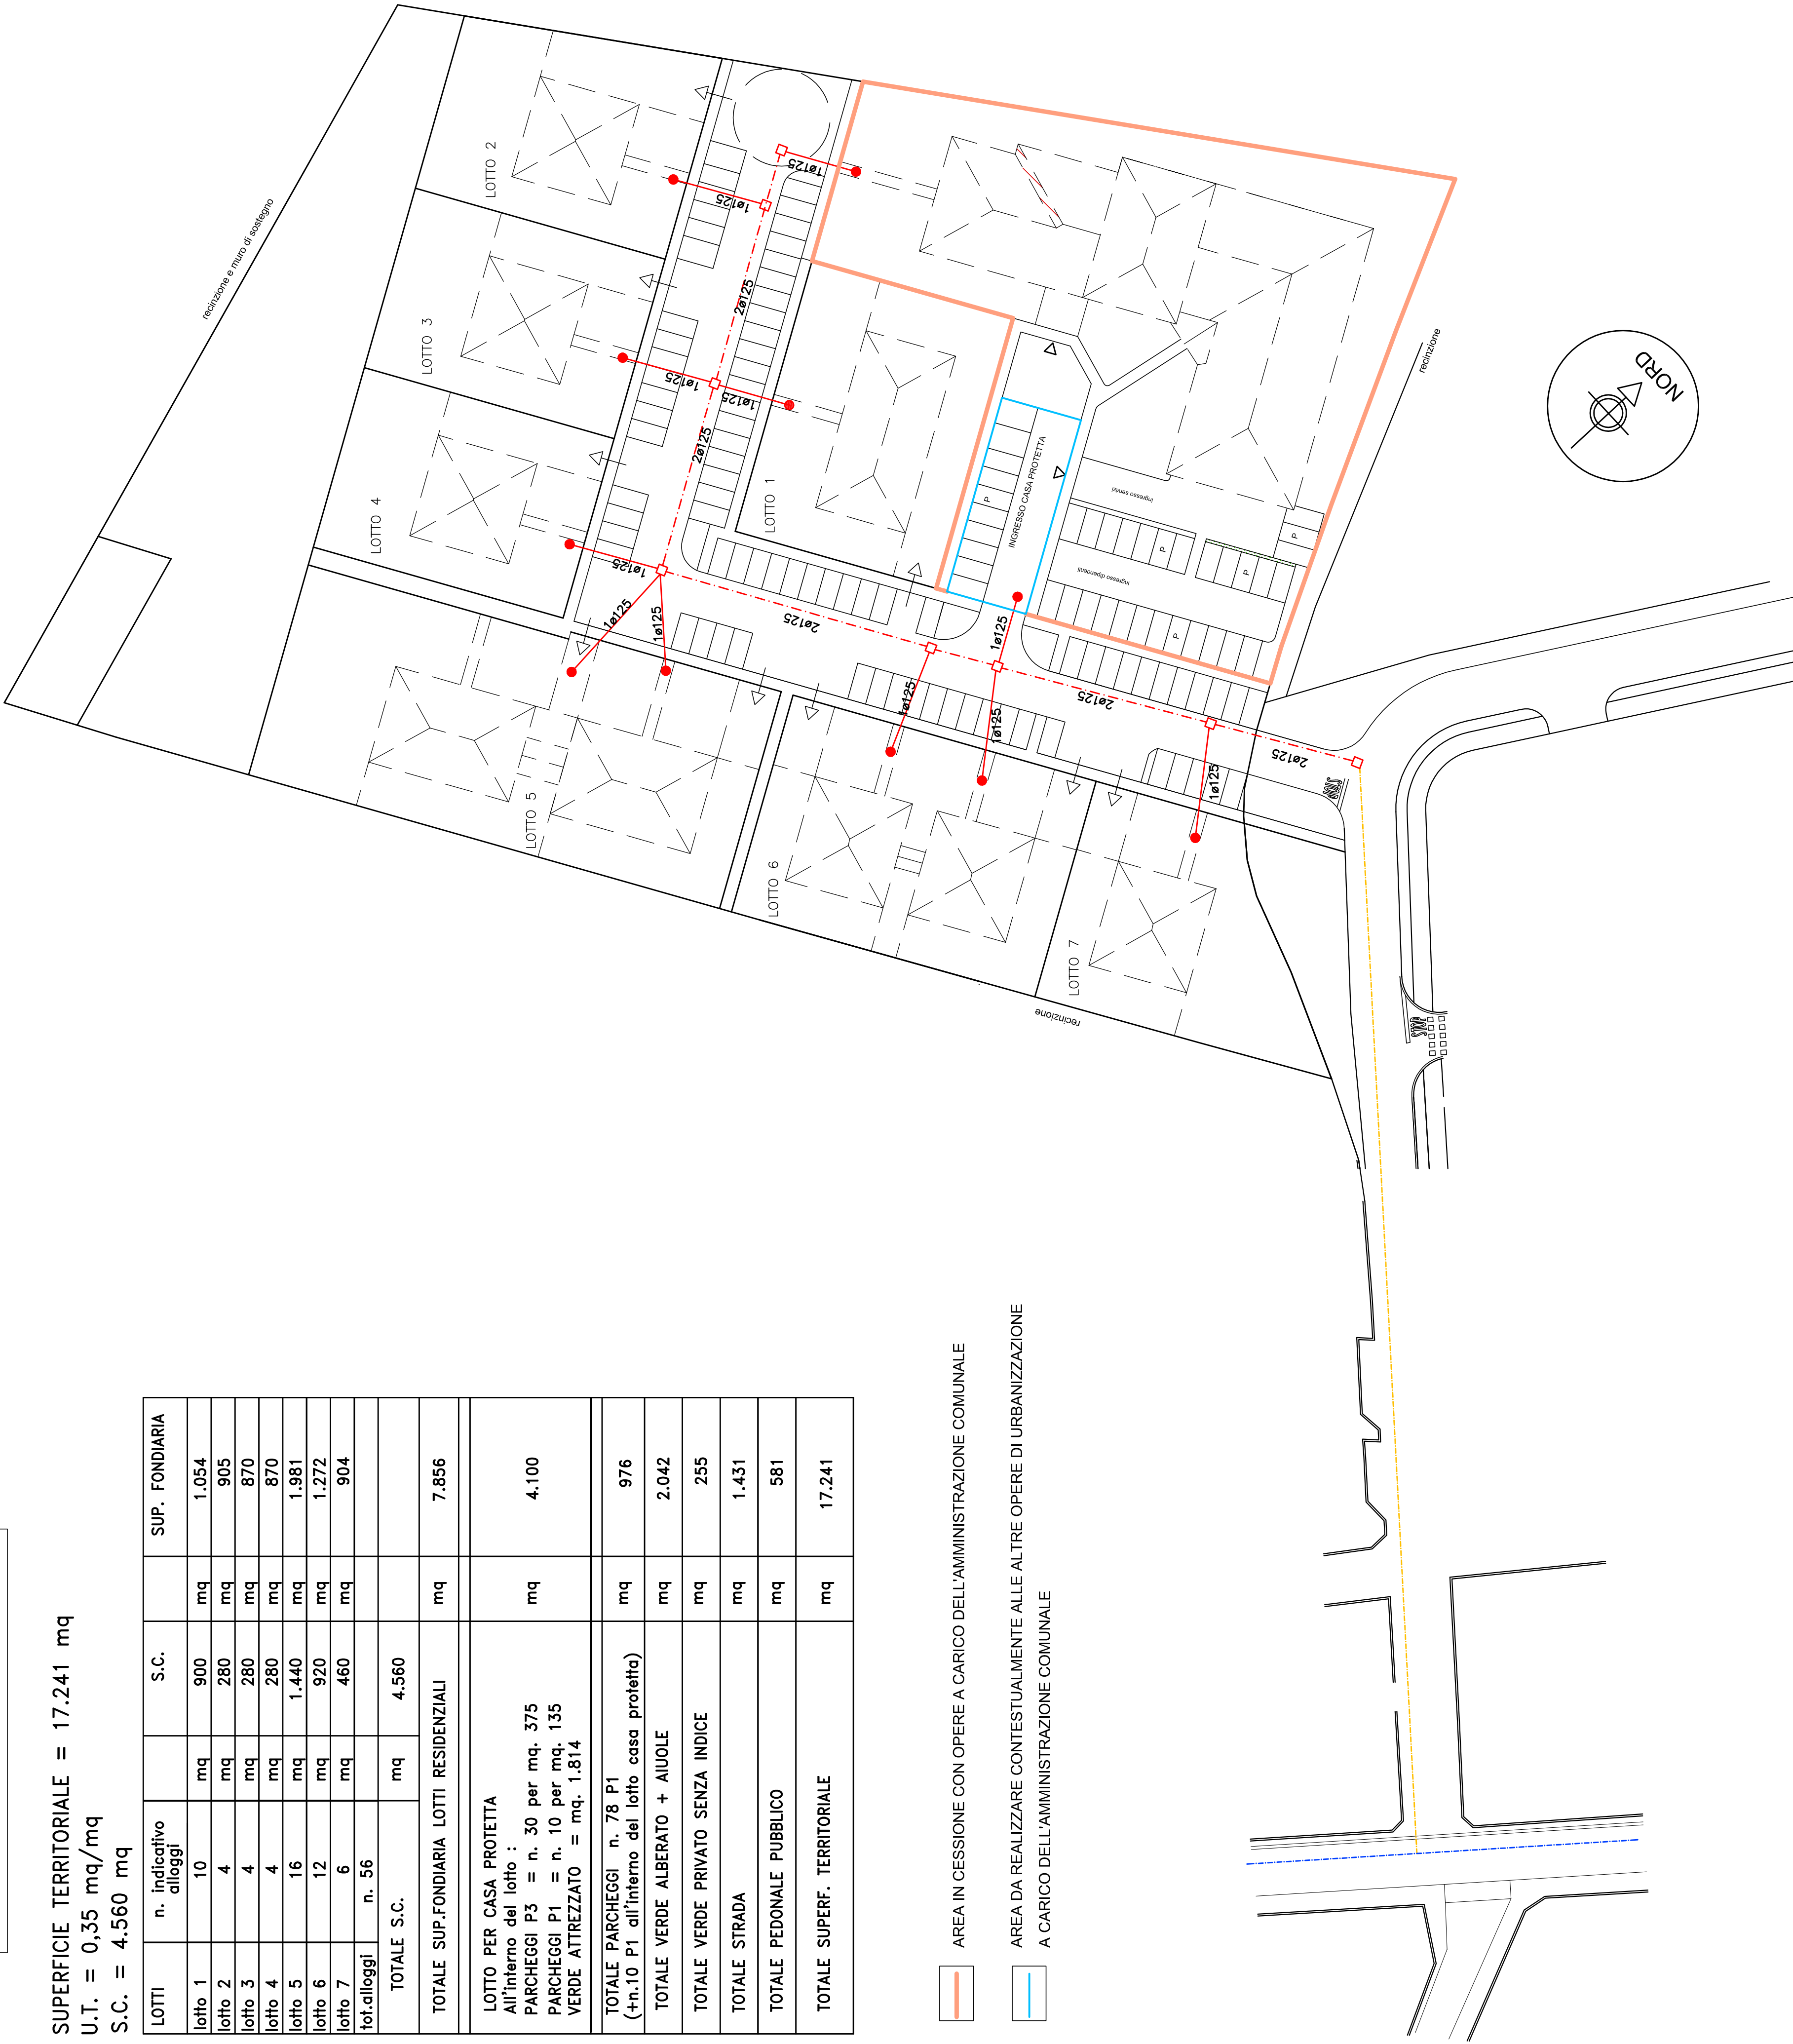 SUPERFICIE TERRITORIALE = 17.241 mq
U.T. = 0,35 mq/mq
S.C. = 4.560 mq
LOTTI n. indicativo alloggi S.C. SUP. FONDIARIA
lotto 1 10 mq 900 mq 1.054
lotto 2 4 mq 280 mq 905
lotto 3 4 mq 280 mq 870
lotto 4 4 mq 280 mq 870
lotto 5 16 mq 1.440 mq 1.981
lotto 6 12 mq 920 mq 1.272
lotto 7 6 mq 460 mq 904
tot.alloggi n. 56
TOTALE S.C. mq 4.560
TOTALE SUP.FONDIARIA LOTTI RESIDENZIALI mq 7.856
LOTTO PER CASA PROTETTA
All'interno del lotto :
PARCHEGGI P3 = n. 30 per mq. 375
PARCHEGGI P1 = n. 10 per mq. 135
VERDE ATTREZZATO = mq. 1.814
mq 4.100
TOTALE PARCHEGGI n. 78 P1
(+n.10 P1 all'interno del lotto casa protetta)
mq 976
TOTALE VERDE ALBERATO + AIUOLE mq 2.042
TOTALE VERDE PRIVATO SENZA INDICE mq 255
TOTALE STRADA mq 1.431
TOTALE PEDONALE PUBBLICO mq 581
TOTALE SUPERF. TERRITORIALE mq 17.241
AREA IN CESSIONE CON OPERE A CARICO DELL'AMMINISTRAZIONE COMUNALE
AREA DA REALIZZARE CONTESTUALMENTE ALLE ALTRE OPERE DI URBANIZZAZIONE
A CARICO DELL'AMMINISTRAZIONE COMUNALE
recinzione e muro di sostegno
LOTTO 2
LOTTO 3
LOTTO 4
LOTTO 1
LOTTO 5
LOTTO 6
LOTTO 7
1ø125
1ø125
2ø125
1ø125
1ø125
2ø125
1ø125
1ø125
1ø125
2ø125
1ø125
1ø125
1ø125
2ø125
1ø125
2ø125
INGRESSO CASA PROTETTA
ingresso servizi
ingresso dipendenti
P
P
P
P
P
recinzione
recinzione
STOP
STOP
NORD